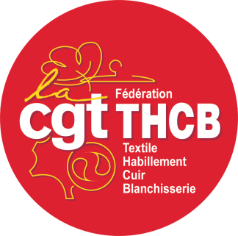 la
Fédération
cgt THCB
Textile
Habillement
Cuir
Blanchisserie